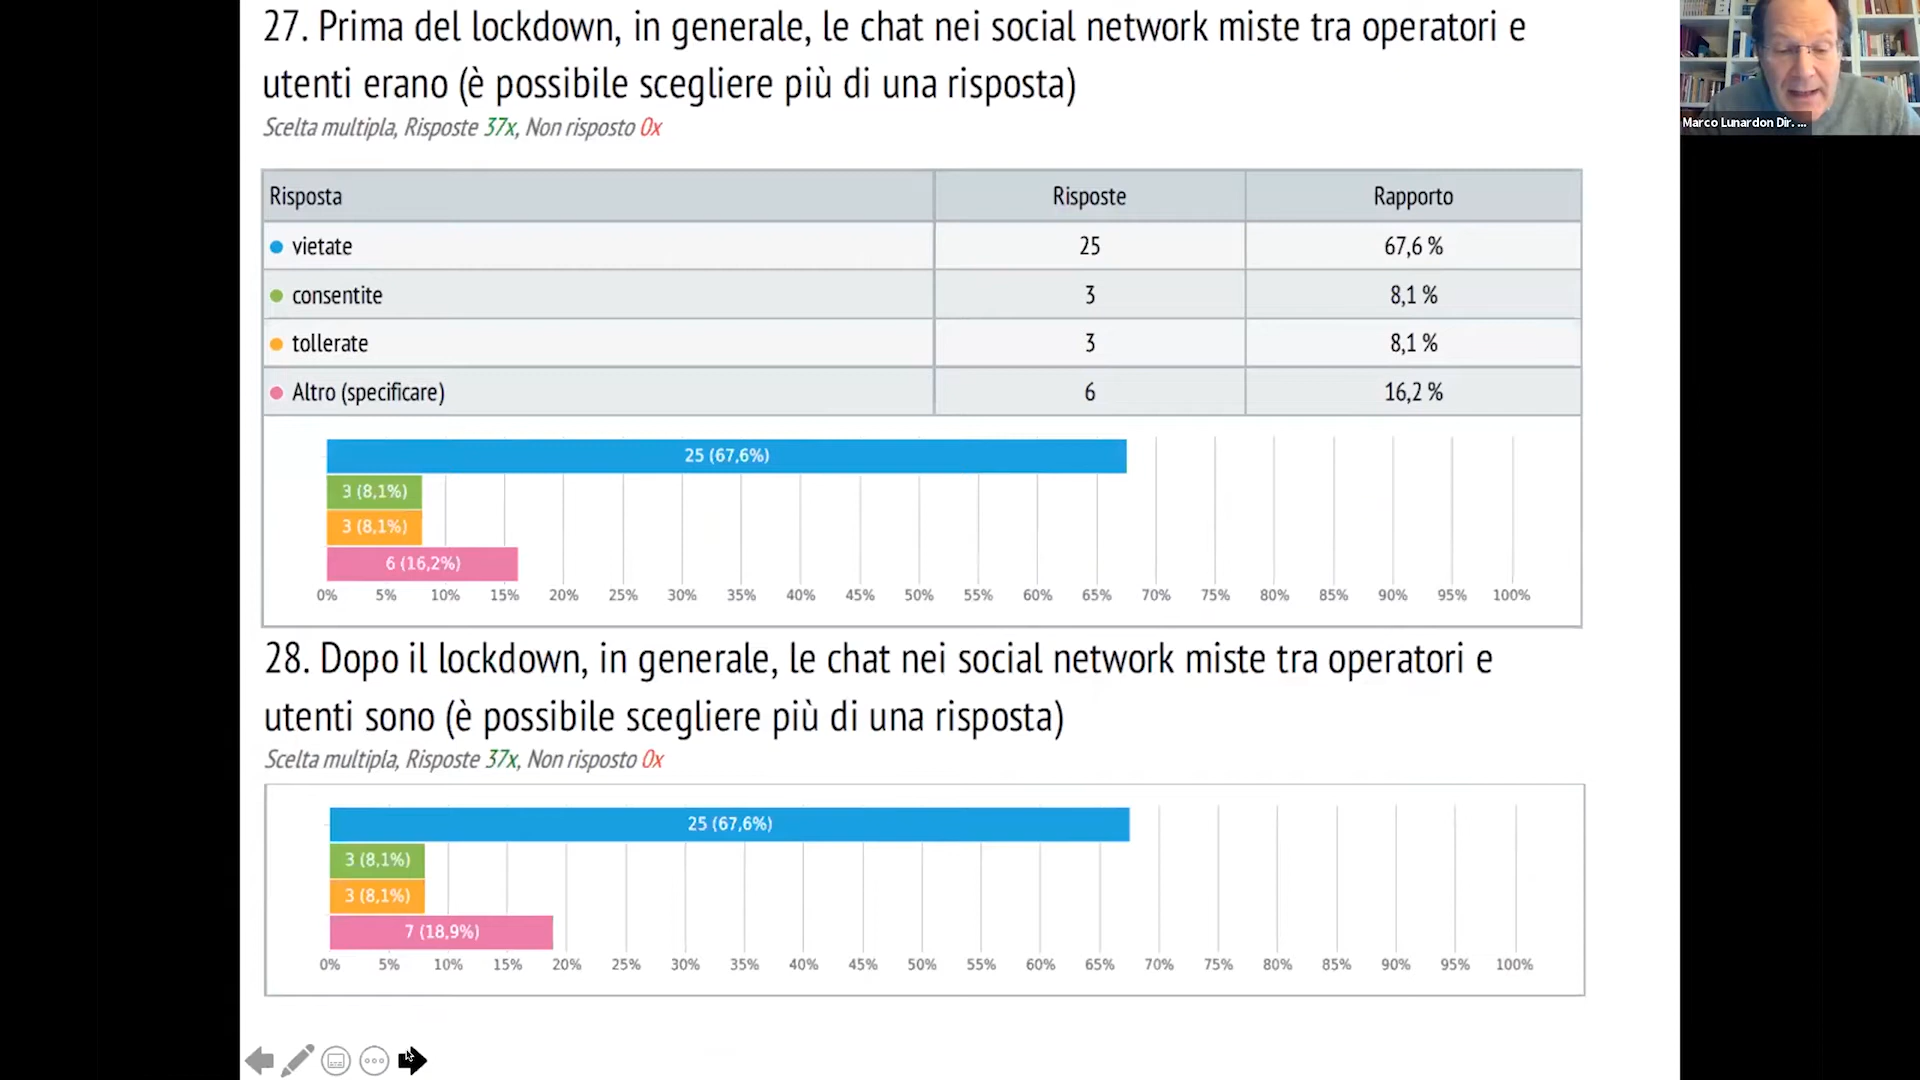 27. Prima del lockdown, in generale, le chat nei social network miste tra operatori e
utenti erano (è possibile scegliere più di una risposta)
Scelta multipla, Risposte 37x, Non risposto 0x
Risposta Risposte Rapporto
vietate 25 67,6 %
consentite 3 8,1 %
tollerate 3 8,1 %
Altro (specificare) 6 16,2 %
25 (67,6%)
3 (8,1%)
3 (8,1%)
6 (16,2%)
0% 5% 10% 15% 20% 25% 30% 35% 40% 45% 50% 55% 60% 65% 70% 75% 80% 85% 90% 95% 100%
28. Dopo il lockdown, in generale, le chat nei social network miste tra operatori e
utenti sono (è possibile scegliere più di una risposta)
Scelta multipla, Risposte 37x, Non risposto 0x
25 (67,6%)
3 (8,1%)
3 (8,1%)
7 (18,9%)
0% 5% 10% 15% 20% 25% 30% 35% 40% 45% 50% 55% 60% 65% 70% 75% 80% 85% 90% 95% 100%
Marco Lunardon Dir. ...